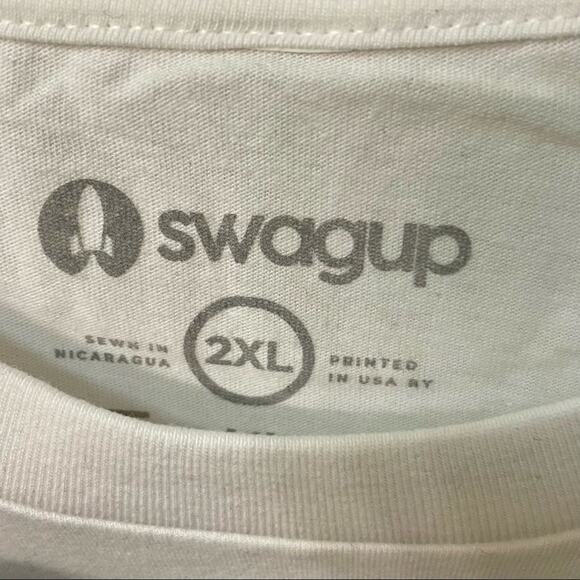 swagup
SEWN IN
NICARAGUA
2XL
PRINTED
IN USA BY